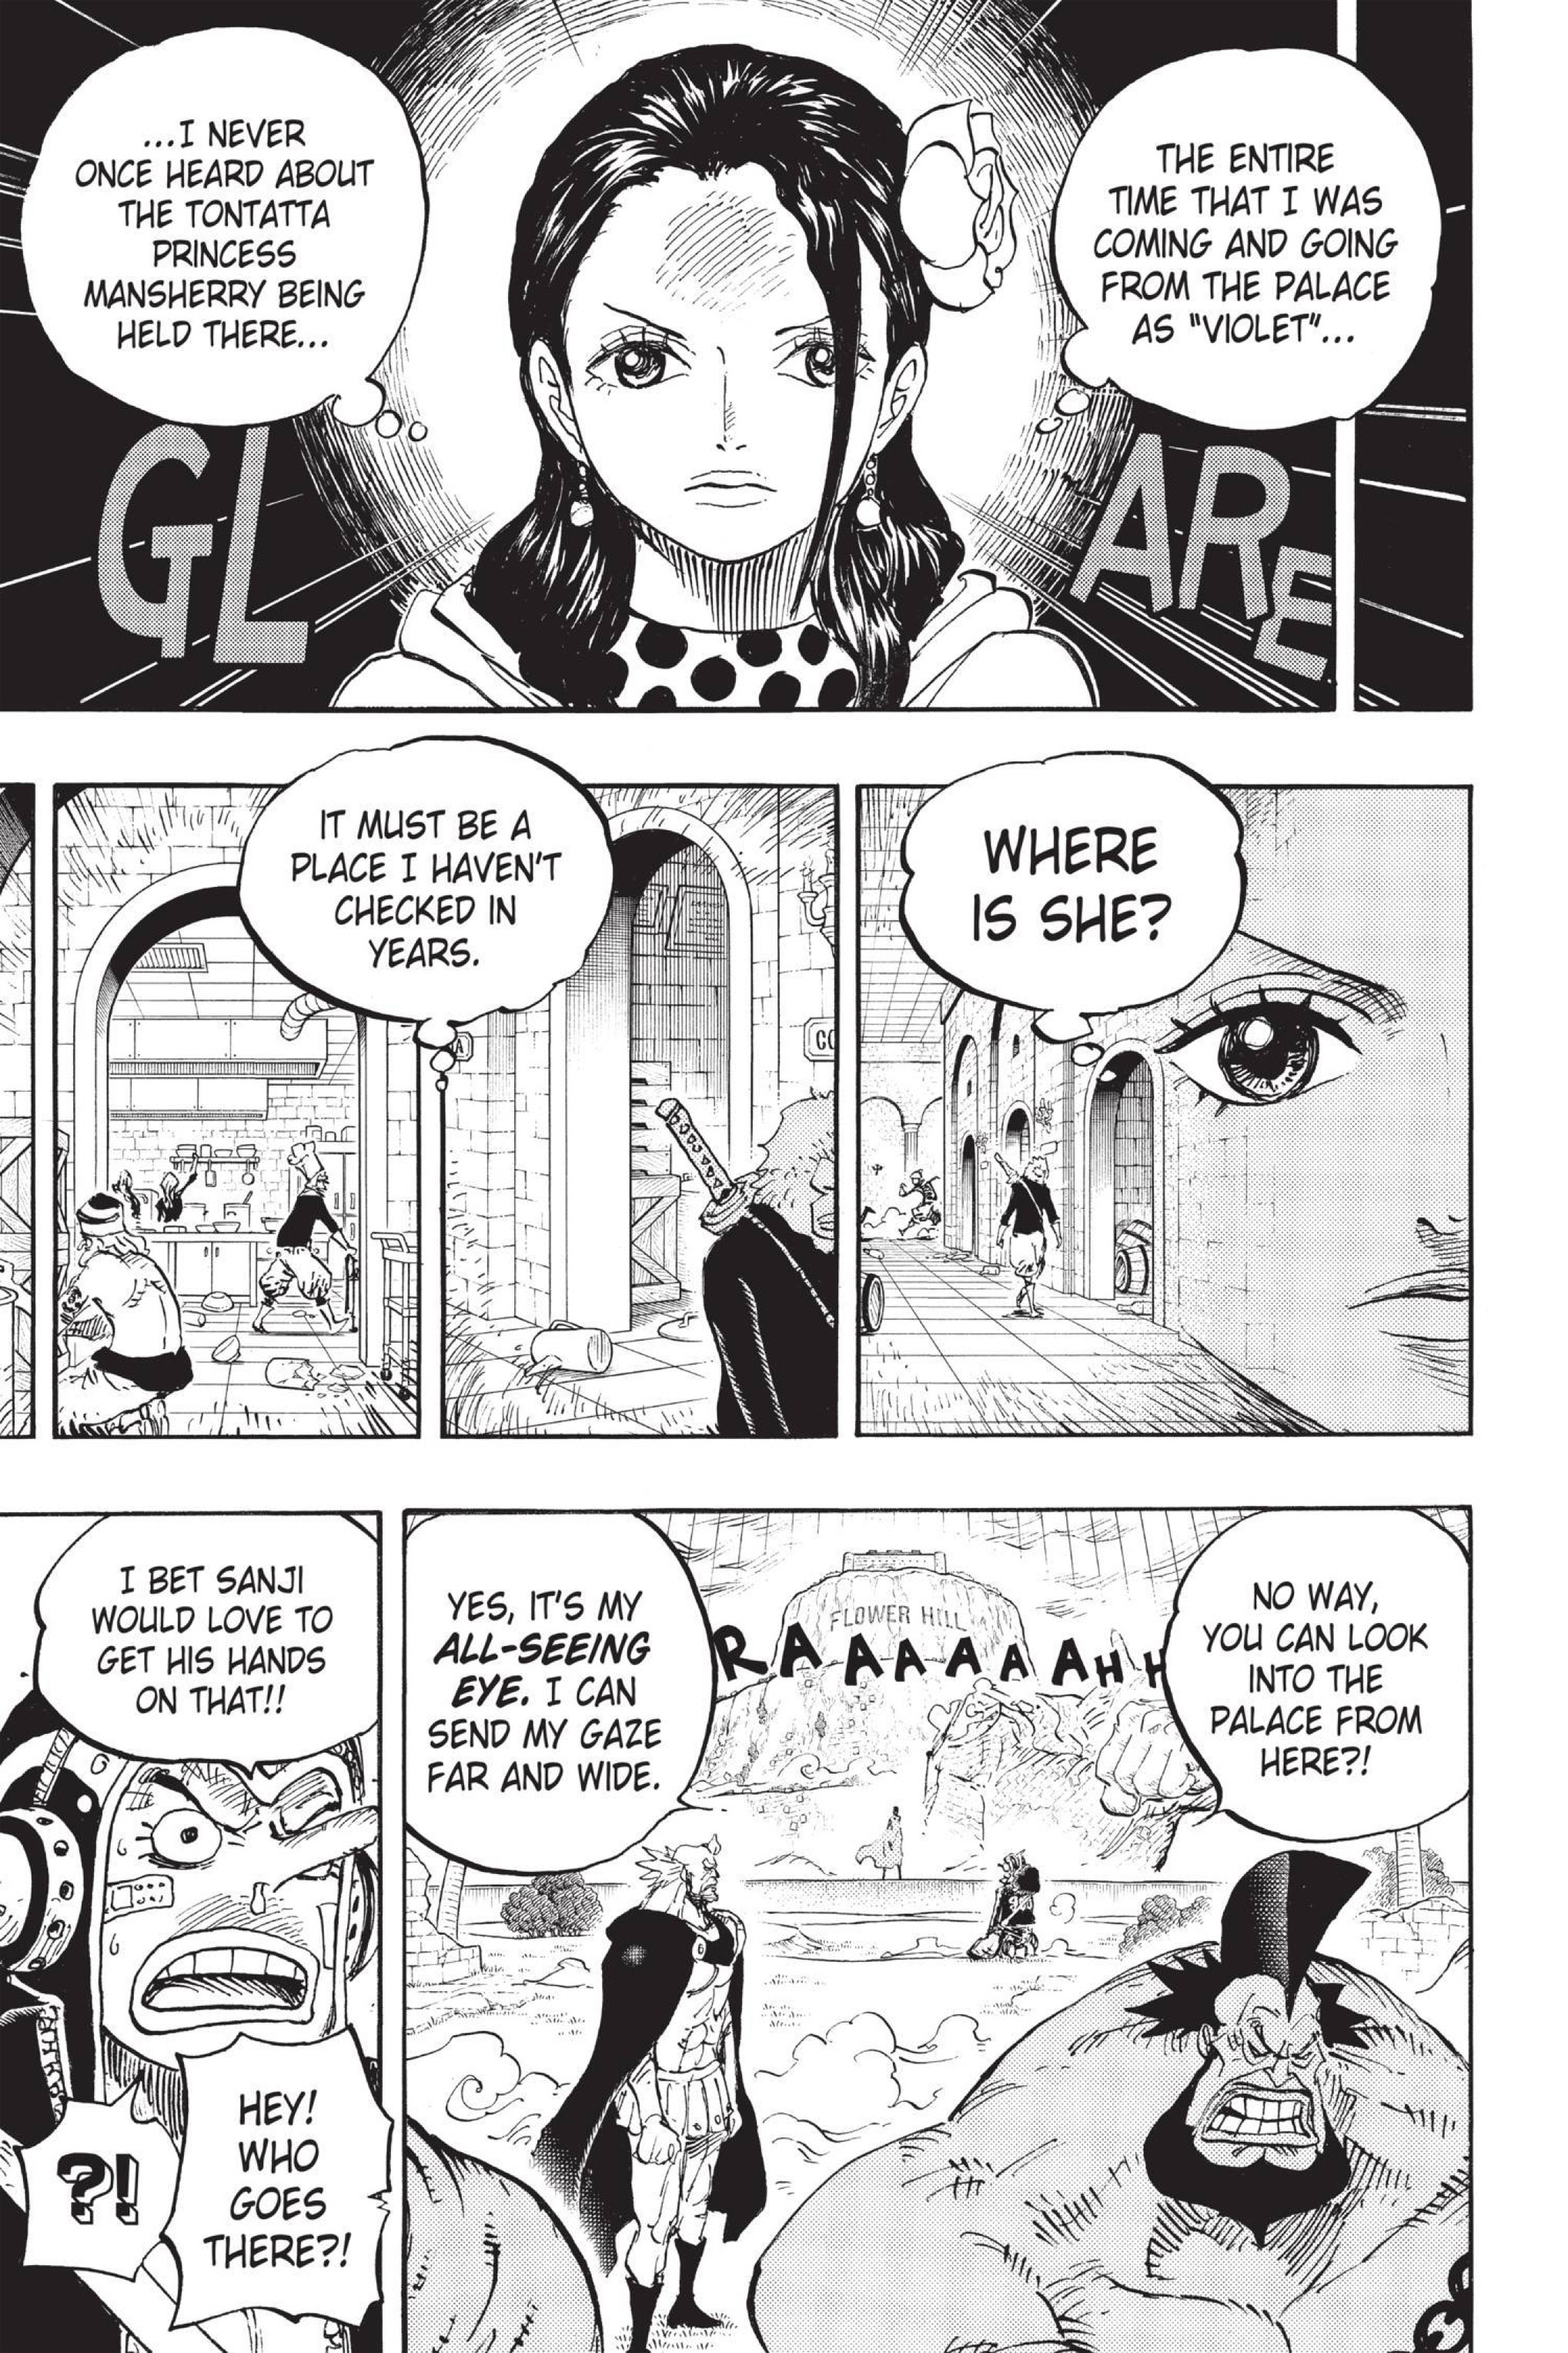 THE ENTIRE
TIME THAT I WAS
COMING AND GOING
FROM THE PALACE
AS "VIOLET"...
...I NEVER
ONCE HEARD ABOUT
THE TONTATTA
PRINCESS
MANSHERRY BEING
HELD THERE...
GLARE
WHERE
IS SHE?
IT MUST BE A
PLACE I HAVEN'T
CHECKED IN
YEARS.
CO
A
NO WAY,
YOU CAN LOOK
INTO THE
PALACE FROM
HERE?!
FLOWER HILL
RAAAAAAHH
YES, IT'S MY
ALL-SEEING
EYE. I CAN
SEND MY GAZE
FAR AND WIDE.
I BET SANJI
WOULD LOVE TO
GET HIS HANDS
ON THAT!!
HEY!
WHO
GOES
THERE?!
?!